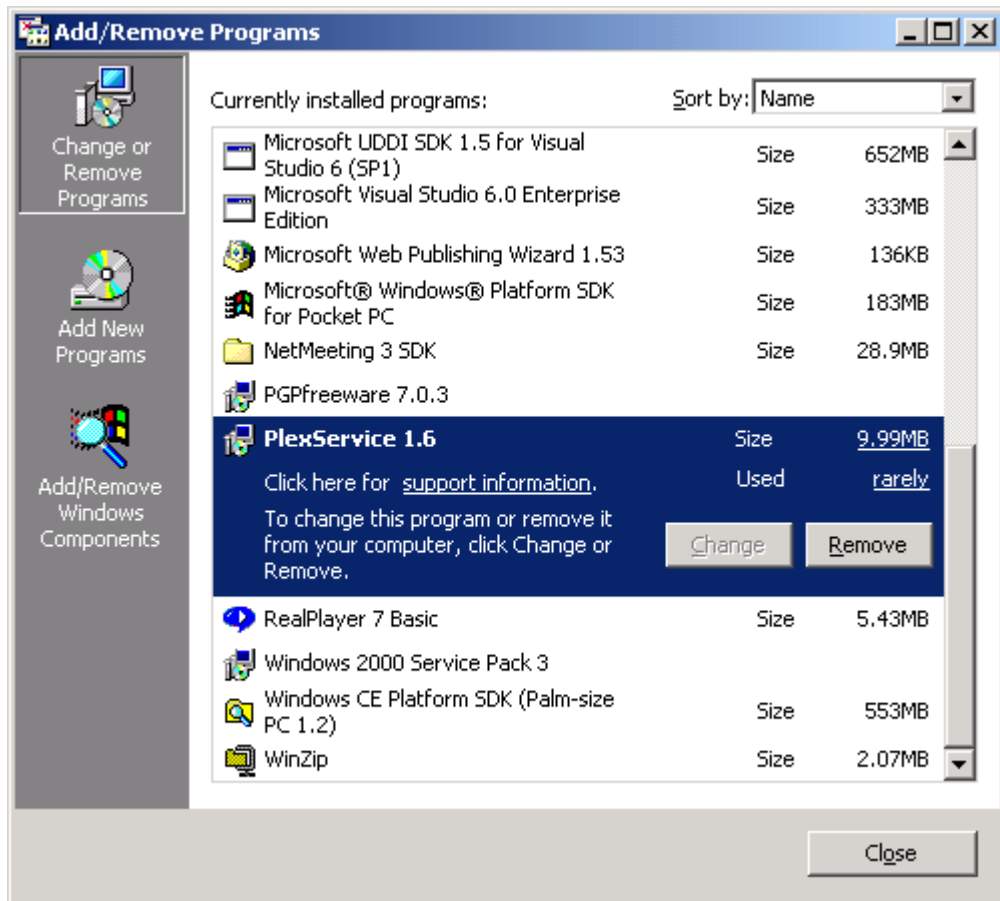 Add/Remove Programs
Change or
Remove
Programs
Add New
Programs
Add/Remove
Windows
Components
Currently installed programs:
Sort by: Name
Microsoft UDDI SDK 1.5 for Visual
Studio 6 (SP1)
Size 652MB
Microsoft Visual Studio 6.0 Enterprise
Edition
Size 333MB
Microsoft Web Publishing Wizard 1.53 Size 136KB
Microsoft® Windows® Platform SDK
for Pocket PC
Size 183MB
NetMeeting 3 SDK Size 28.9MB
PGPfreeware 7.0.3
PlexService 1.6 Size 9.99MB
Click here for support information. Used rarely
To change this program or remove it
from your computer, click Change or
Remove.
Change Remove
RealPlayer 7 Basic Size 5.43MB
Windows 2000 Service Pack 3
Windows CE Platform SDK (Palm-size
PC 1.2)
Size 553MB
WinZip Size 2.07MB
Close